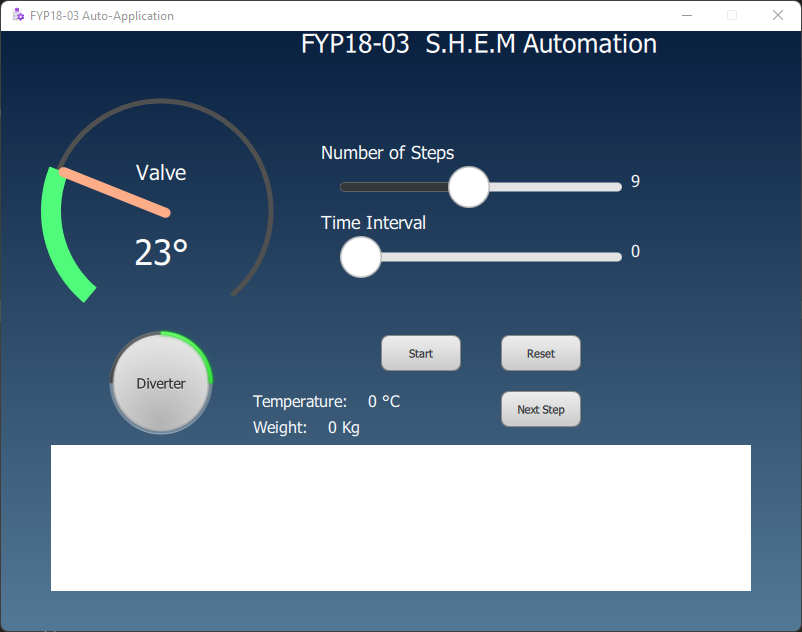 FYP18-03 Auto-Application
FYP18-03 S.H.E.M Automation
Valve
23°
Number of Steps
9
Time Interval
0
Start
Reset
Diverter
Temperature: 0 °C
Next Step
Weight: 0 Kg